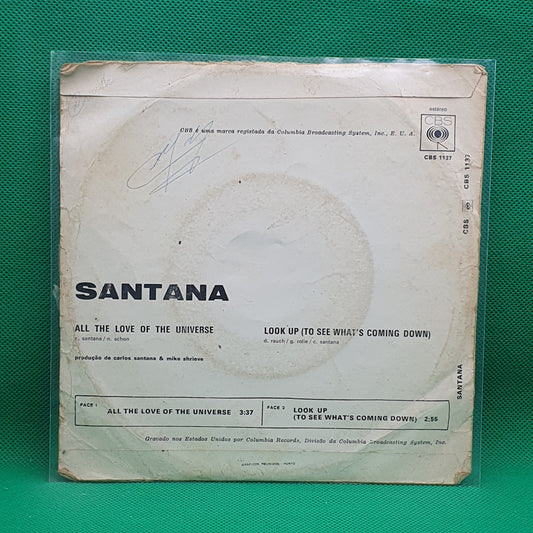 estéreo
CBS
CBS é uma marca registada da Columbia Broadcasting System, Inc., E. U. A.
CBS 1137
CBS CBS 1137
SANTANA
ALL THE LOVE OF THE UNIVERSE
c. santana / n. schon
LOOK UP (TO SEE WHAT'S COMING DOWN)
d. rauch / g. rolie / c. santana
produção de carlos santana & mike shrieve
SANTANA
FACE 1
ALL THE LOVE OF THE UNIVERSE 3:37
FACE 2
LOOK UP
(TO SEE WHAT'S COMING DOWN) 2:55
Gravado nos Estados Unidos por Columbia Records, Divisão da Columbia Broadcasting System, Inc.